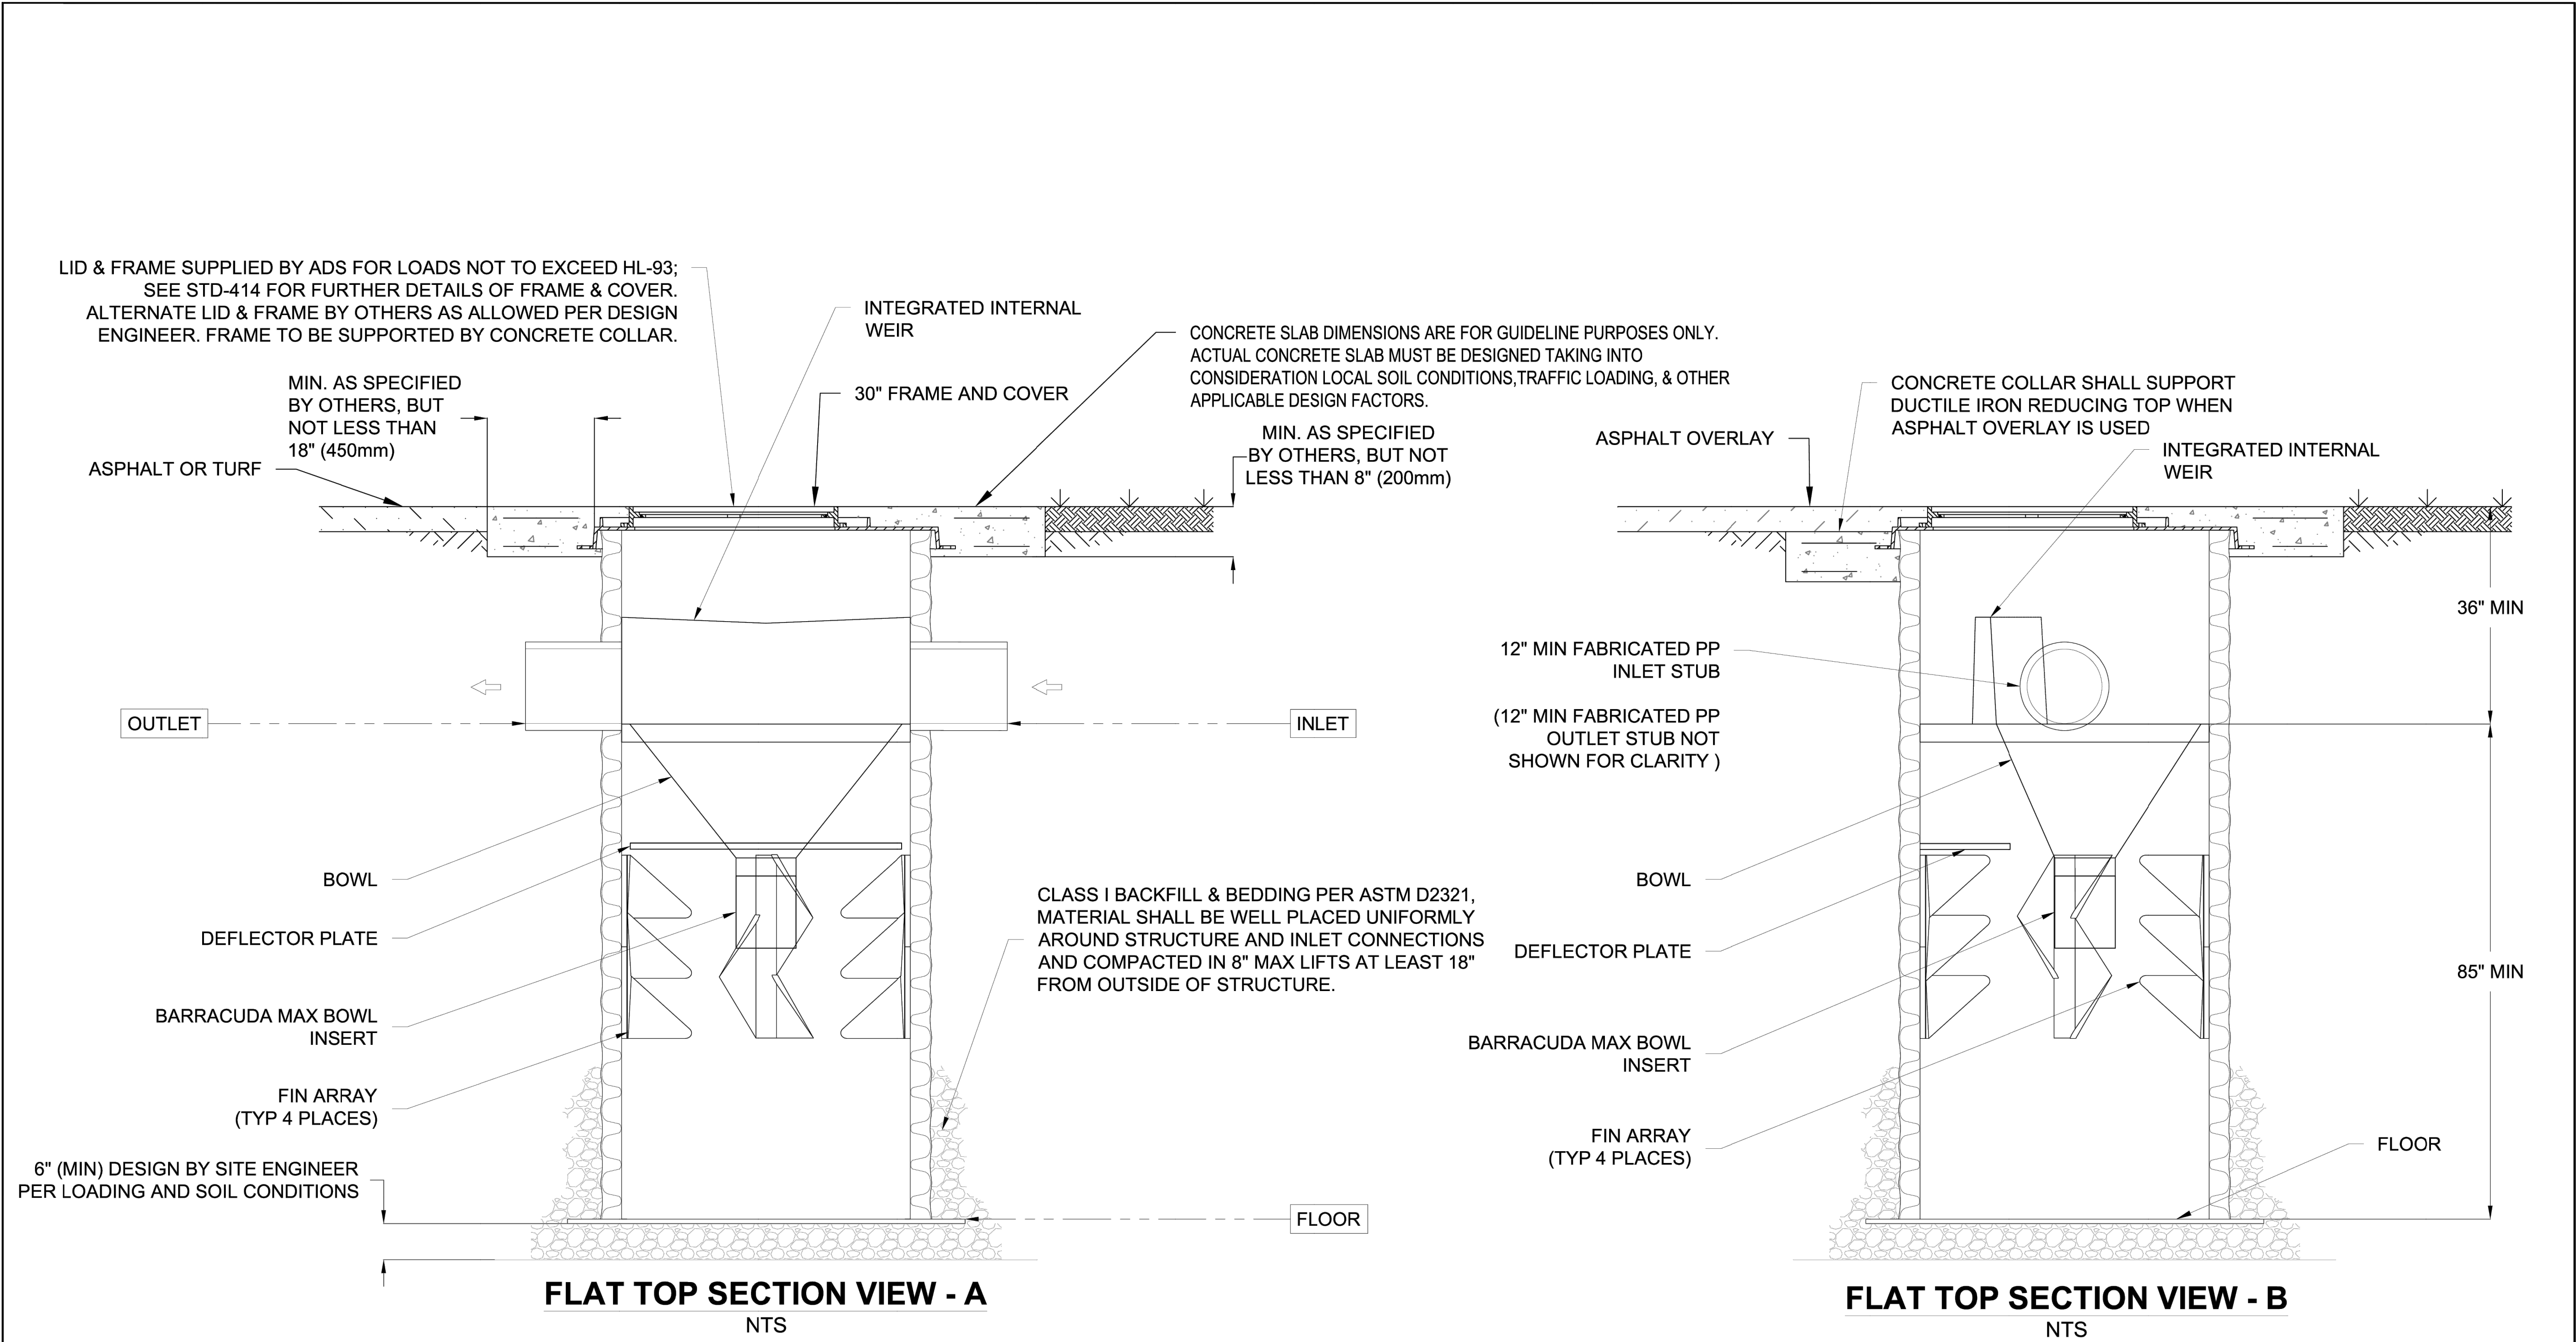 LID & FRAME SUPPLIED BY ADS FOR LOADS NOT TO EXCEED HL-93;
SEE STD-414 FOR FURTHER DETAILS OF FRAME & COVER.
ALTERNATE LID & FRAME BY OTHERS AS ALLOWED PER DESIGN
ENGINEER. FRAME TO BE SUPPORTED BY CONCRETE COLLAR.
INTEGRATED INTERNAL
WEIR
30" FRAME AND COVER
CONCRETE SLAB DIMENSIONS ARE FOR GUIDELINE PURPOSES ONLY.
ACTUAL CONCRETE SLAB MUST BE DESIGNED TAKING INTO
CONSIDERATION LOCAL SOIL CONDITIONS,TRAFFIC LOADING, & OTHER
APPLICABLE DESIGN FACTORS.
MIN. AS SPECIFIED
BY OTHERS, BUT
NOT LESS THAN
18" (450mm)
ASPHALT OR TURF
MIN. AS SPECIFIED
BY OTHERS, BUT NOT
LESS THAN 8" (200mm)
OUTLET
INLET
BOWL
DEFLECTOR PLATE
BARRACUDA MAX BOWL
INSERT
FIN ARRAY
(TYP 4 PLACES)
6" (MIN) DESIGN BY SITE ENGINEER
PER LOADING AND SOIL CONDITIONS
CLASS I BACKFILL & BEDDING PER ASTM D2321,
MATERIAL SHALL BE WELL PLACED UNIFORMLY
AROUND STRUCTURE AND INLET CONNECTIONS
AND COMPACTED IN 8" MAX LIFTS AT LEAST 18"
FROM OUTSIDE OF STRUCTURE.
FLOOR
FLAT TOP SECTION VIEW - A
NTS
ASPHALT OVERLAY
CONCRETE COLLAR SHALL SUPPORT
DUCTILE IRON REDUCING TOP WHEN
ASPHALT OVERLAY IS USED
INTEGRATED INTERNAL
WEIR
36" MIN
12" MIN FABRICATED PP
INLET STUB
(12" MIN FABRICATED PP
OUTLET STUB NOT
SHOWN FOR CLARITY )
BOWL
DEFLECTOR PLATE
85" MIN
BARRACUDA MAX BOWL
INSERT
FIN ARRAY
(TYP 4 PLACES)
FLOOR
FLAT TOP SECTION VIEW - B
NTS